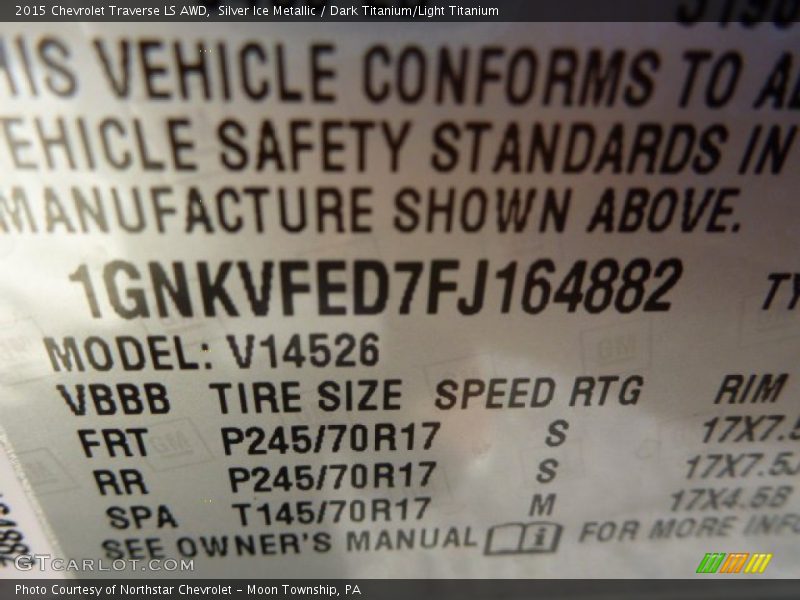 2015 Chevrolet Traverse LS AWD, Silver Ice Metallic / Dark Titanium/Light Titanium
VEHICLE CONFORMS TO
SAFETY STANDARDS IN
MANUFACTURE SHOWN ABOVE.
1GNKVFED7FJ164882
MODEL: V14526
VBBB TIRE SIZE SPEED RTG RIM
FRT P245/70R17 S 17X7.5
RR P245/70R17 S 17X7.5J
SPA T145/70R17 M 17X4.5B
SEE OWNER'S MANUAL i FOR MORE INFO
GTCARLOT.COM
Photo Courtesy of Northstar Chevrolet - Moon Township, PA